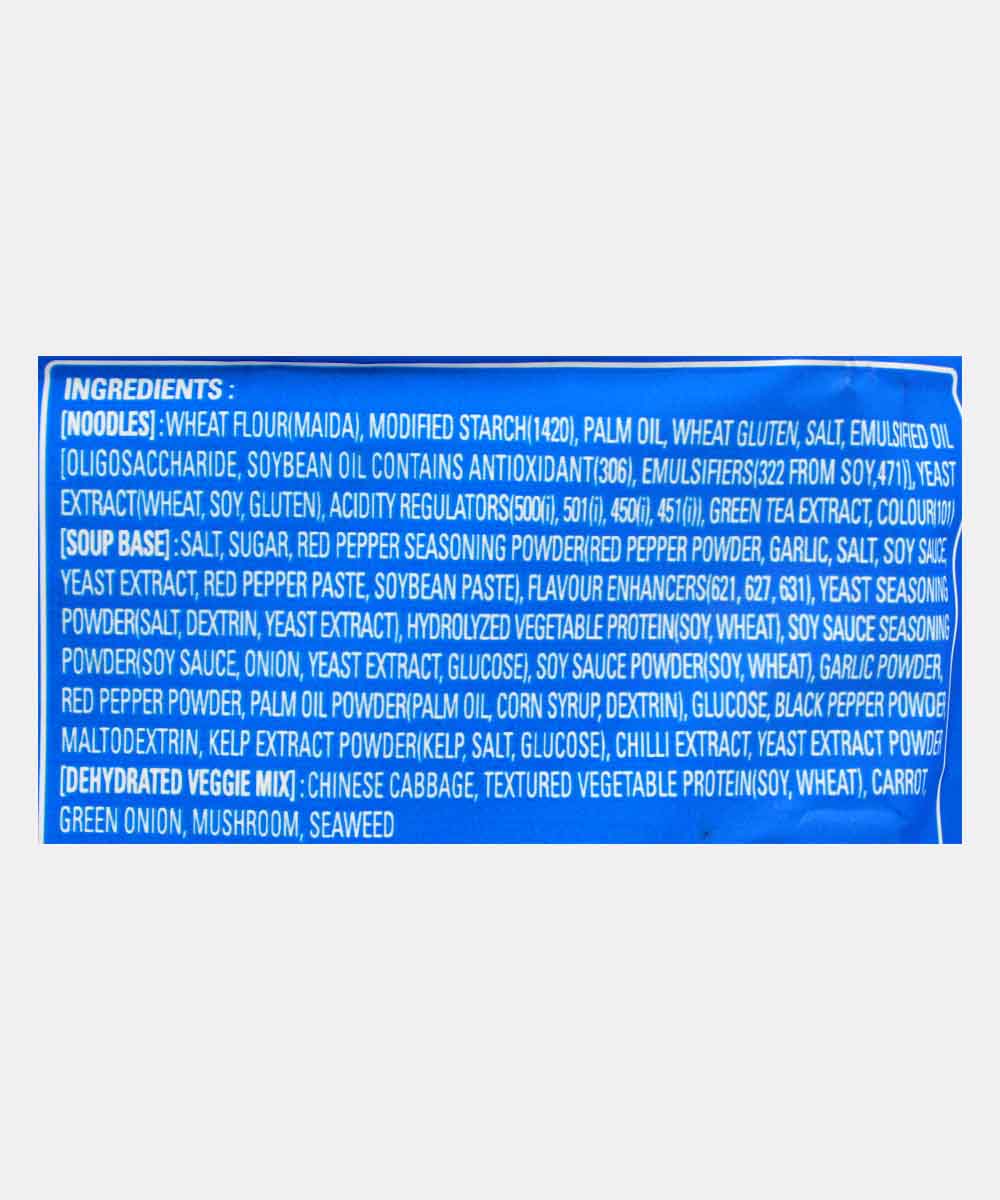 INGREDIENTS :
[NOODLES] : WHEAT FLOUR(MAIDA), MODIFIED STARCH(1420), PALM OIL, WHEAT GLUTEN, SALT, EMULSIFIED OIL
[OLIGOSACCHARIDE, SOYBEAN OIL CONTAINS ANTIOXIDANT(306), EMULSIFIERS(322 FROM SOY,471)], YEAST
EXTRACT(WHEAT, SOY, GLUTEN), ACIDITY REGULATORS(500(i), 501(i), 450(i), 451(i)), GREEN TEA EXTRACT, COLOUR(101)
[SOUP BASE] : SALT, SUGAR, RED PEPPER SEASONING POWDER(RED PEPPER POWDER, GARLIC, SALT, SOY SAUCE,
YEAST EXTRACT, RED PEPPER PASTE, SOYBEAN PASTE), FLAVOUR ENHANCERS(621, 627, 631), YEAST SEASONING
POWDER(SALT, DEXTRIN, YEAST EXTRACT), HYDROLYZED VEGETABLE PROTEIN(SOY, WHEAT), SOY SAUCE SEASONING
POWDER(SOY SAUCE, ONION, YEAST EXTRACT, GLUCOSE), SOY SAUCE POWDER(SOY, WHEAT), GARLIC POWDER,
RED PEPPER POWDER, PALM OIL POWDER(PALM OIL, CORN SYRUP, DEXTRIN), GLUCOSE, BLACK PEPPER POWDE
MALTODEXTRIN, KELP EXTRACT POWDER(KELP, SALT, GLUCOSE), CHILLI EXTRACT, YEAST EXTRACT POWDE
[DEHYDRATED VEGGIE MIX] : CHINESE CABBAGE, TEXTURED VEGETABLE PROTEIN(SOY, WHEAT), CARROT,
GREEN ONION, MUSHROOM, SEAWEED